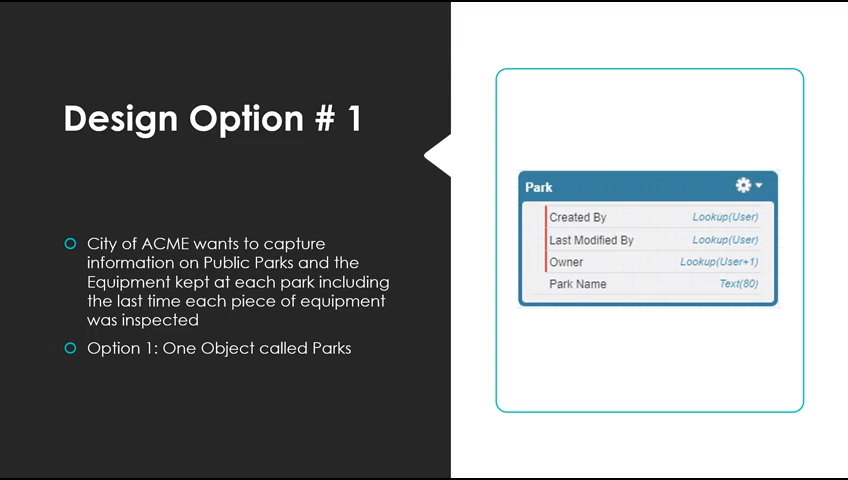 Design Option # 1
City of ACME wants to capture
information on Public Parks and the
Equipment kept at each park including
the last time each piece of equipment
was inspected
Option 1: One Object called Parks
Park
Created By Lookup(User)
Last Modified By Lookup(User)
Owner Lookup(User+1)
Park Name Text(80)